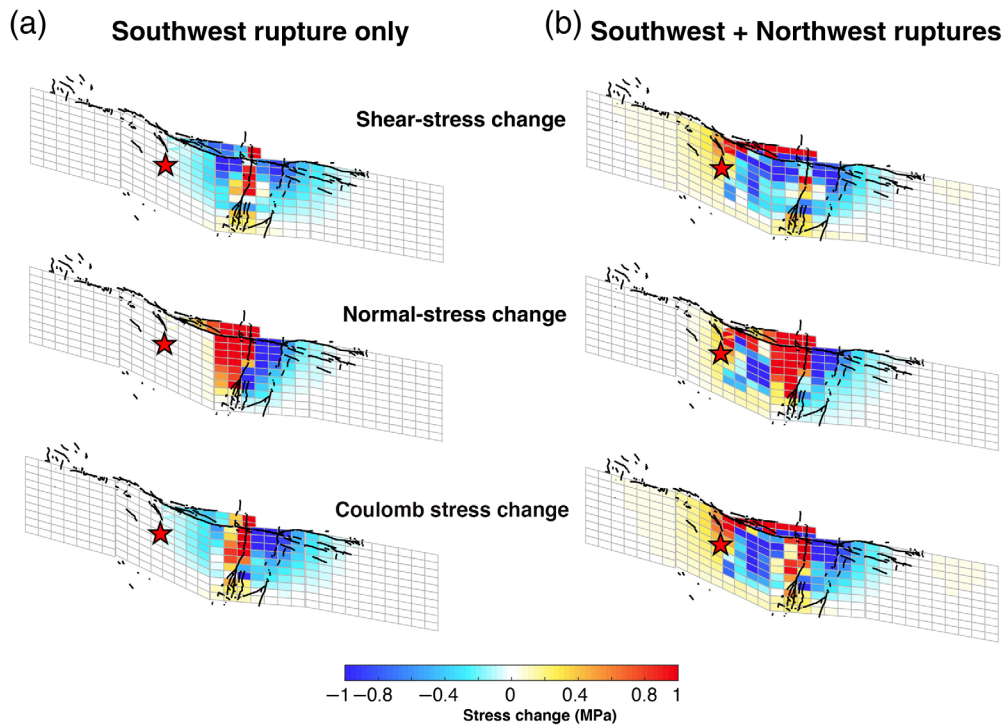 (a) Southwest rupture only
(b) Southwest + Northwest ruptures
Shear-stress change
Normal-stress change
Coulomb stress change
−1 −0.8 −0.4 0 0.4 0.8 1
Stress change (MPa)